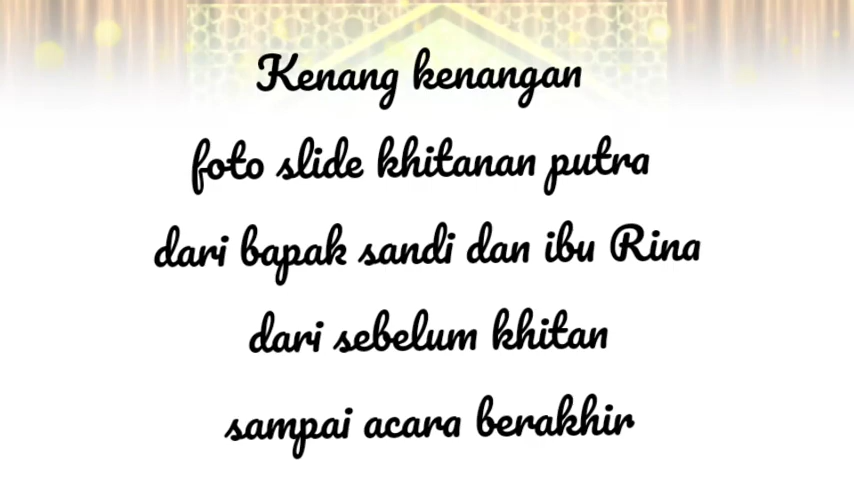 Kenang kenangan
foto slide khitanan putra
dari bapak sandi dan ibu Rina
dari sebelum khitan
sampai acara berakhir